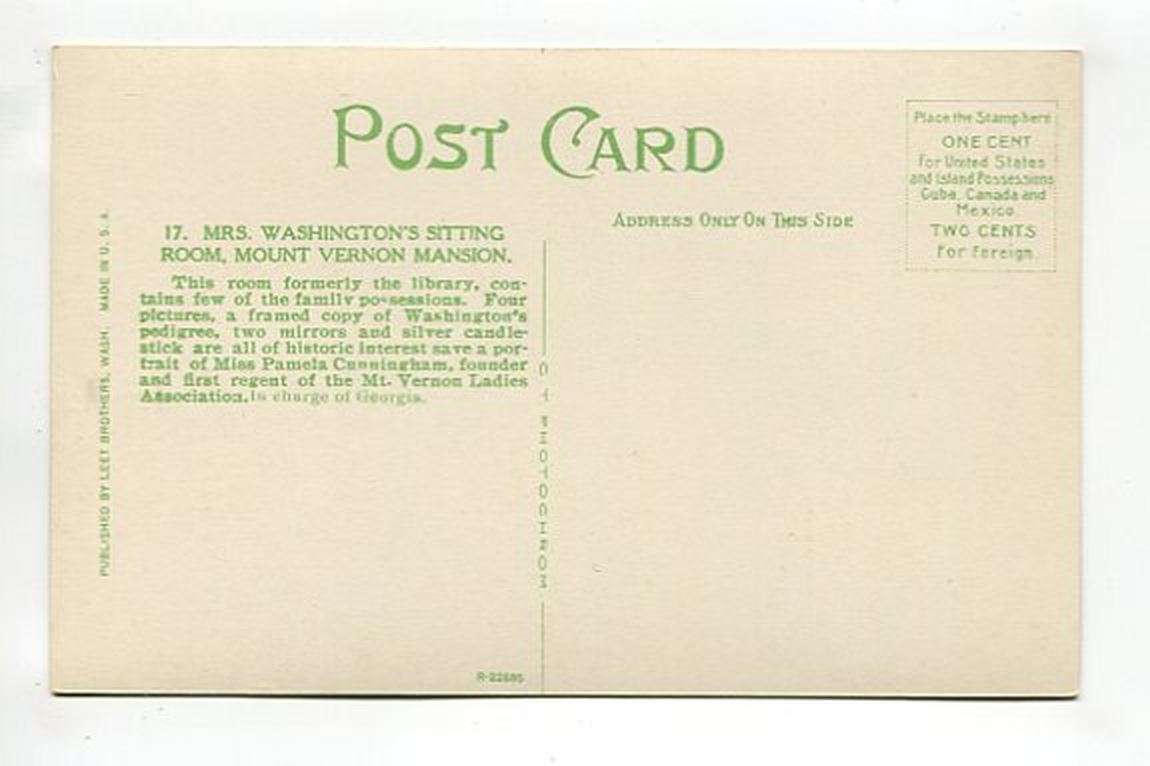 POST CARD
Place the Stamp here
ONE CENT
For United States
and Island Possessions
Cuba, Canada and
Mexico.
TWO CENTS
For Foreign.
ADDRESS ONLY ON THIS SIDE
17. MRS. WASHINGTON'S SITTING
ROOM, MOUNT VERNON MANSION.
This room formerly the library, con-
tains few of the family possessions. Four
pictures, a framed copy of Washington's
pedigree, two mirrors and silver candle-
stick are all of historic interest save a por-
trait of Miss Pamela Cunningham, founder
and first regent of the Mt. Vernon Ladies
Association. In charge of Georgia.
PUBLISHED BY LEET BROTHERS, WASH. MADE IN U. S. A.
R-22685